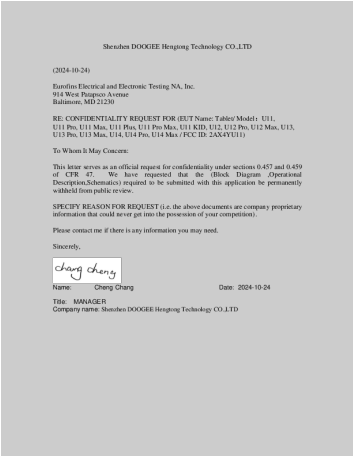 Shenzhen DOOGEE Hengtong Technology CO.,LTD
(2024-10-24)
Eurofins Electrical and Electronic Testing NA, Inc.
914 West Patapsco Avenue
Baltimore, MD 21230
RE: CONFIDENTIALITY REQUEST FOR (EUT Name: Tablet/ Model: U11,
U11 Pro, U11 Max, U11 Plus, U11 Pro Max, U11 KID, U12, U12 Pro, U12 Max, U13,
U13 Pro, U13 Max, U14, U14 Pro, U14 Max / FCC ID: 2AX4YU11)
To Whom It May Concern:
This letter serves as an official request for confidentiality under sections 0.457 and 0.459
of CFR 47. We have requested that the (Block Diagram ,Operational
Description,Schematics) required to be submitted with this application be permanently
withheld from public review.
SPECIFY REASON FOR REQUEST (i.e. the above documents are company proprietary
information that could never get into the possession of your competition).
Please contact me if there is any information you may need.
Sincerely,
chang cheng
Name: Cheng Chang Date: 2024-10-24
Title: MANAGER
Company name: Shenzhen DOOGEE Hengtong Technology CO.,LTD